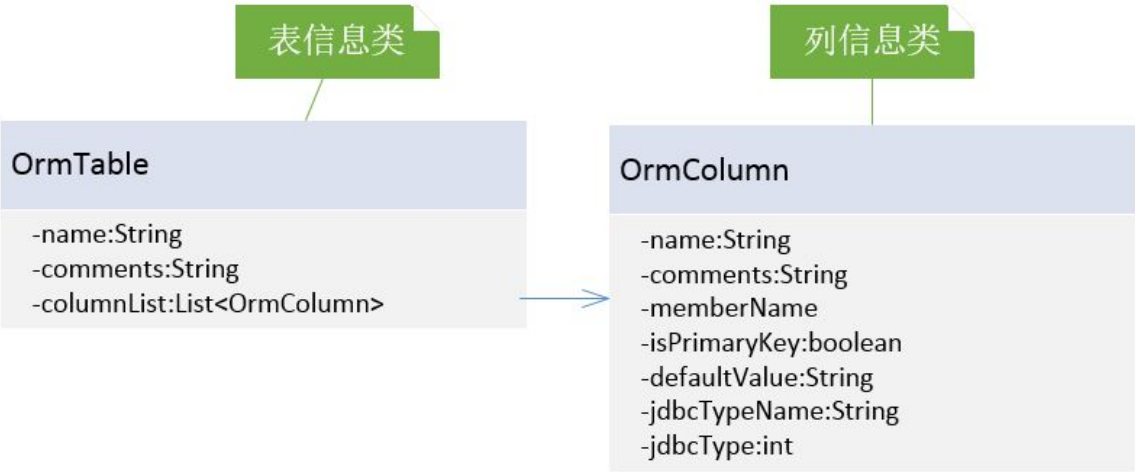 表信息类
列信息类
OrmTable
-name:String
-comments:String
-columnList:List<OrmColumn>
OrmColumn
-name:String
-comments:String
-memberName
-isPrimaryKey:boolean
-defaultValue:String
-jdbcTypeName:String
-jdbcType:int